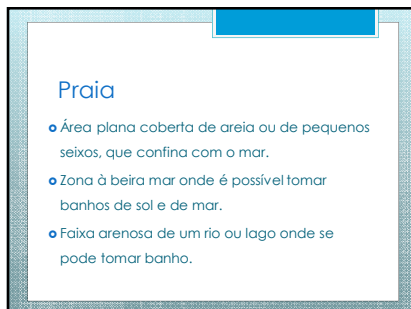 Praia
Área plana coberta de areia ou de pequenos
seixos, que confina com o mar.
Zona à beira mar onde é possível tomar
banhos de sol e de mar.
Faixa arenosa de um rio ou lago onde se
pode tomar banho.